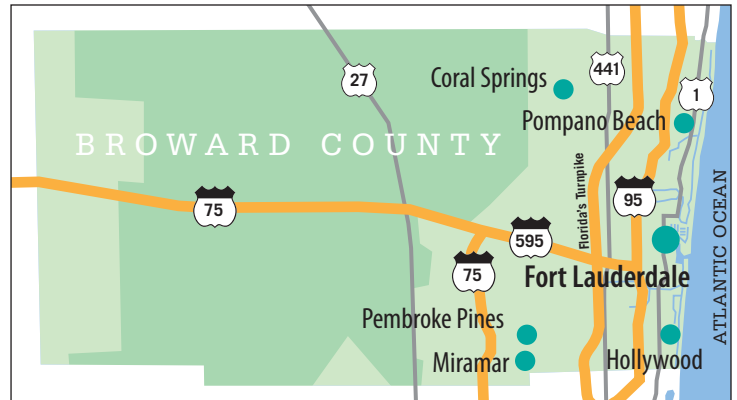 27
441
Coral Springs
1
Pompano Beach
BROWARD COUNTY
75
95
Florida's Turnpike
595
ATLANTIC OCEAN
75
Fort Lauderdale
Pembroke Pines
Miramar
Hollywood